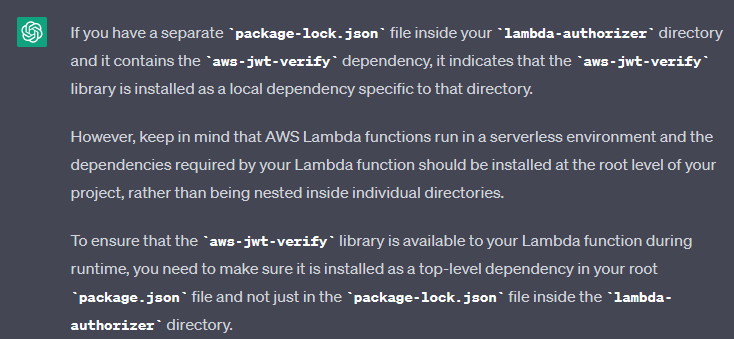 If you have a separate `package-lock.json` file inside your `lambda-authorizer` directory
and it contains the `aws-jwt-verify` dependency, it indicates that the `aws-jwt-verify`
library is installed as a local dependency specific to that directory.
However, keep in mind that AWS Lambda functions run in a serverless environment and the
dependencies required by your Lambda function should be installed at the root level of your
project, rather than being nested inside individual directories.
To ensure that the `aws-jwt-verify` library is available to your Lambda function during
runtime, you need to make sure it is installed as a top-level dependency in your root
`package.json` file and not just in the `package-lock.json` file inside the `lambda-
authorizer` directory.